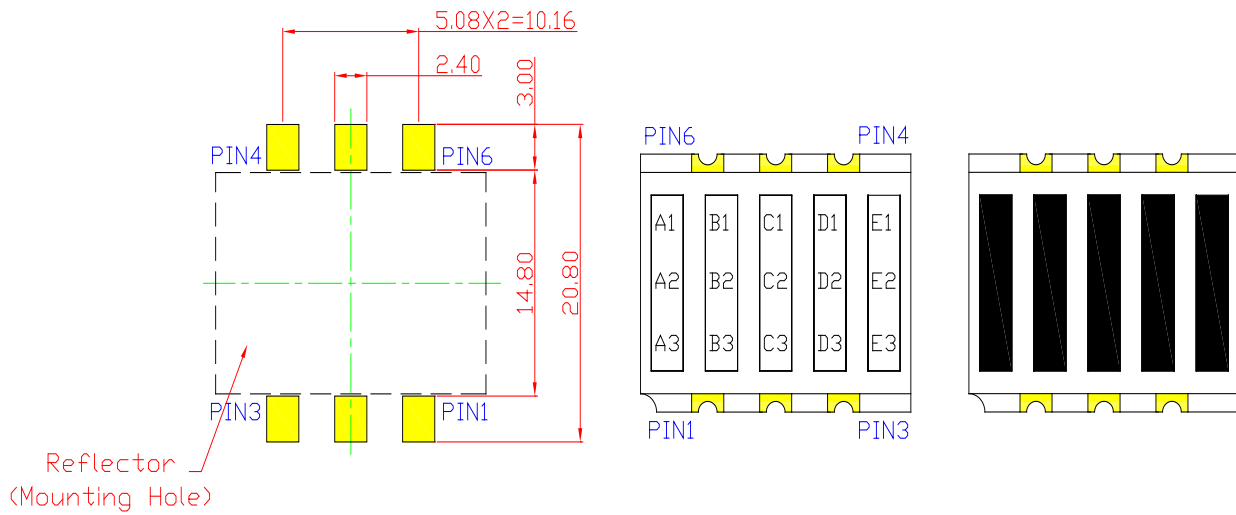 5.08X2=10.16
2.40
3.00
PIN4
PIN6
14.80
20.80
PIN3
PIN1
Reflector
(Mounting Hole)
PIN6
PIN4
A1 B1 C1 D1 E1
A2 B2 C2 D2 E2
A3 B3 C3 D3 E3
PIN1
PIN3